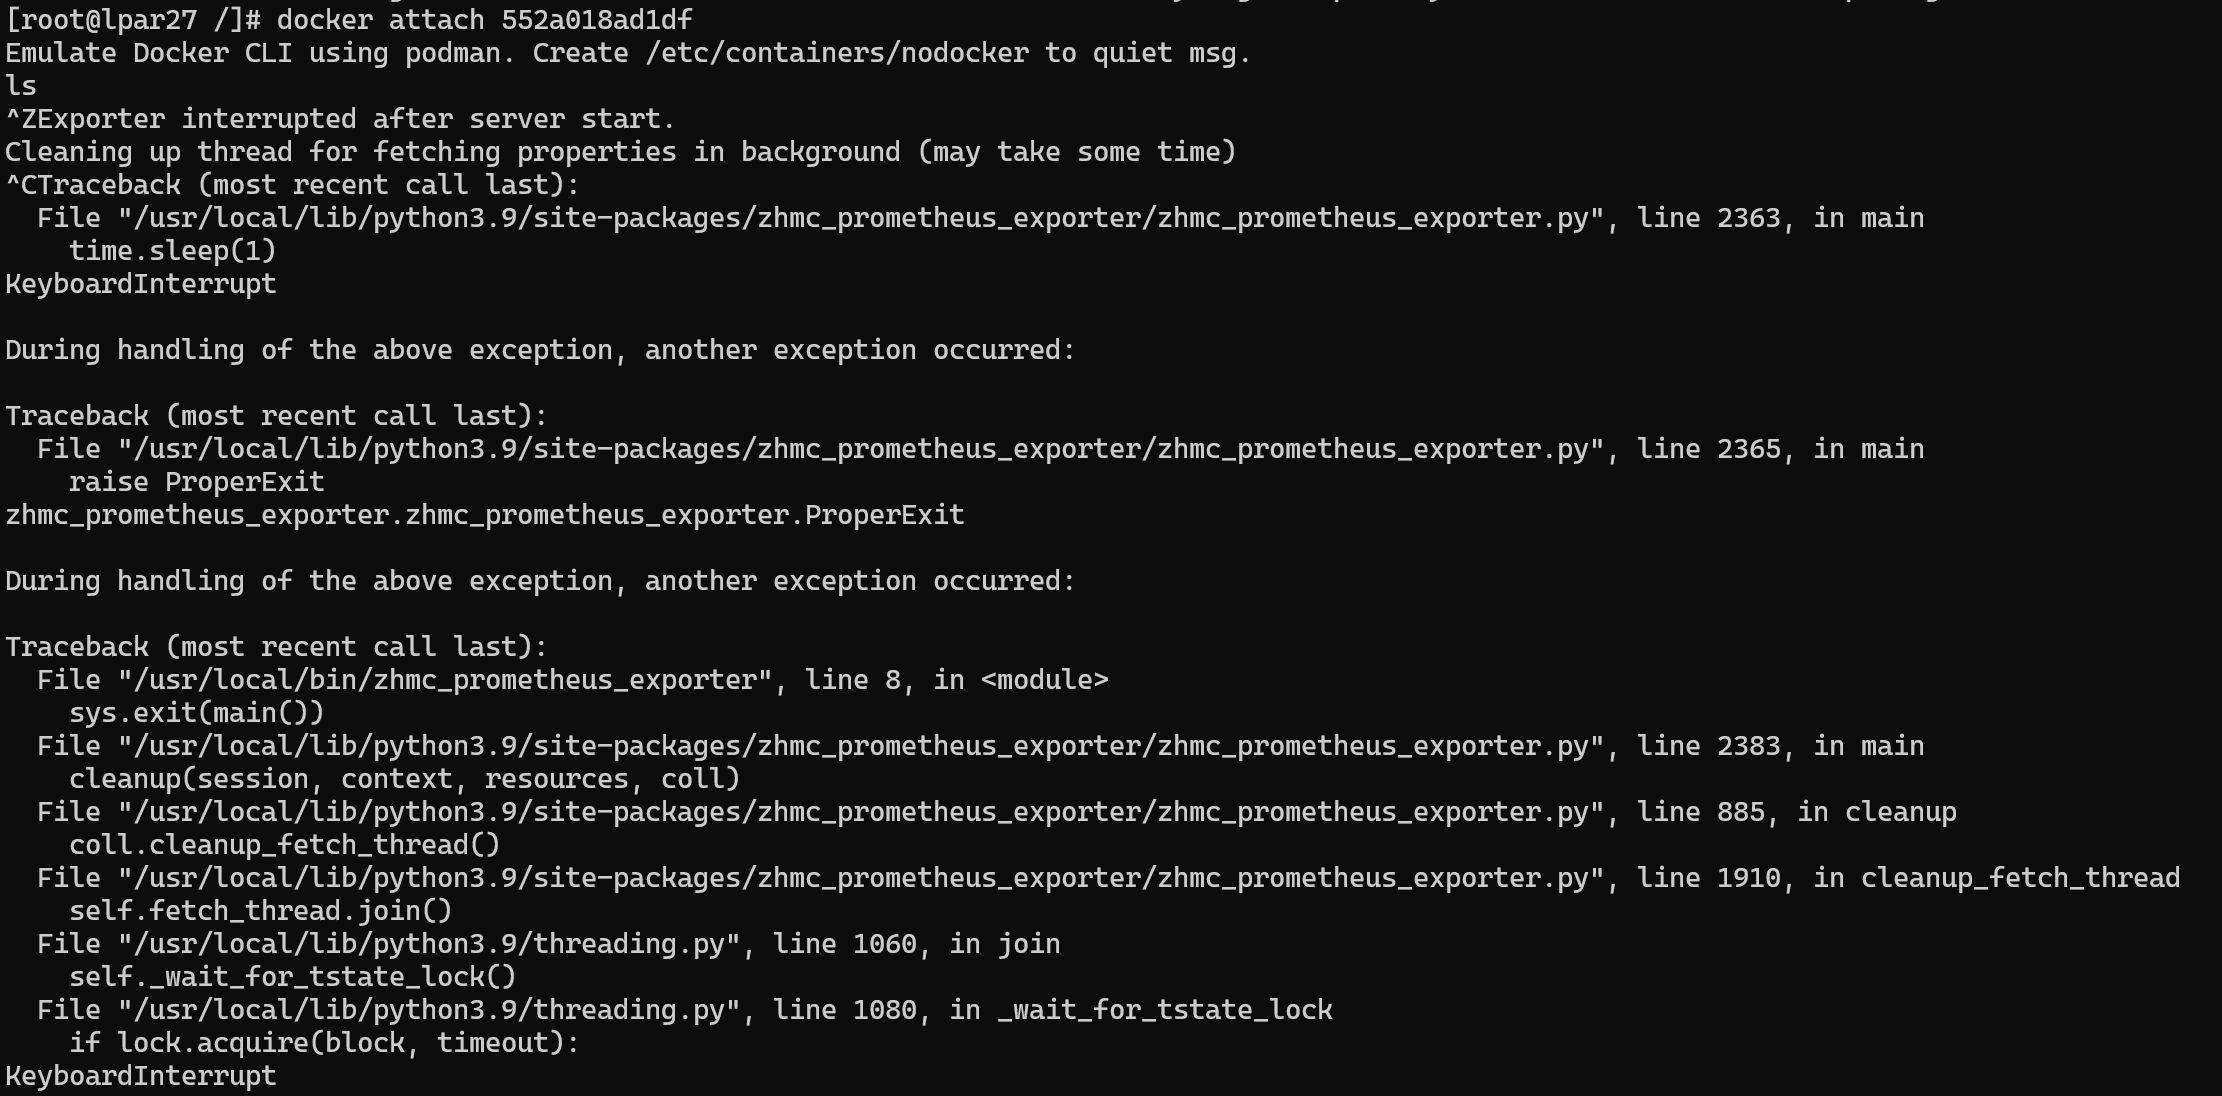 [root@lpar27 /]# docker attach 552a018ad1df
Emulate Docker CLI using podman. Create /etc/containers/nodocker to quiet msg.
ls
^ZExporter interrupted after server start.
Cleaning up thread for fetching properties in background (may take some time)
^CTraceback (most recent call last):
  File "/usr/local/lib/python3.9/site-packages/zhmc_prometheus_exporter/zhmc_prometheus_exporter.py", line 2363, in main
    time.sleep(1)
KeyboardInterrupt

During handling of the above exception, another exception occurred:

Traceback (most recent call last):
  File "/usr/local/lib/python3.9/site-packages/zhmc_prometheus_exporter/zhmc_prometheus_exporter.py", line 2365, in main
    raise ProperExit
zhmc_prometheus_exporter.zhmc_prometheus_exporter.ProperExit

During handling of the above exception, another exception occurred:

Traceback (most recent call last):
  File "/usr/local/bin/zhmc_prometheus_exporter", line 8, in <module>
    sys.exit(main())
  File "/usr/local/lib/python3.9/site-packages/zhmc_prometheus_exporter/zhmc_prometheus_exporter.py", line 2383, in main
    cleanup(session, context, resources, coll)
  File "/usr/local/lib/python3.9/site-packages/zhmc_prometheus_exporter/zhmc_prometheus_exporter.py", line 885, in cleanup
    coll.cleanup_fetch_thread()
  File "/usr/local/lib/python3.9/site-packages/zhmc_prometheus_exporter/zhmc_prometheus_exporter.py", line 1910, in cleanup_fetch_thread
    self.fetch_thread.join()
  File "/usr/local/lib/python3.9/threading.py", line 1060, in join
    self._wait_for_tstate_lock()
  File "/usr/local/lib/python3.9/threading.py", line 1080, in _wait_for_tstate_lock
    if lock.acquire(block, timeout):
KeyboardInterrupt